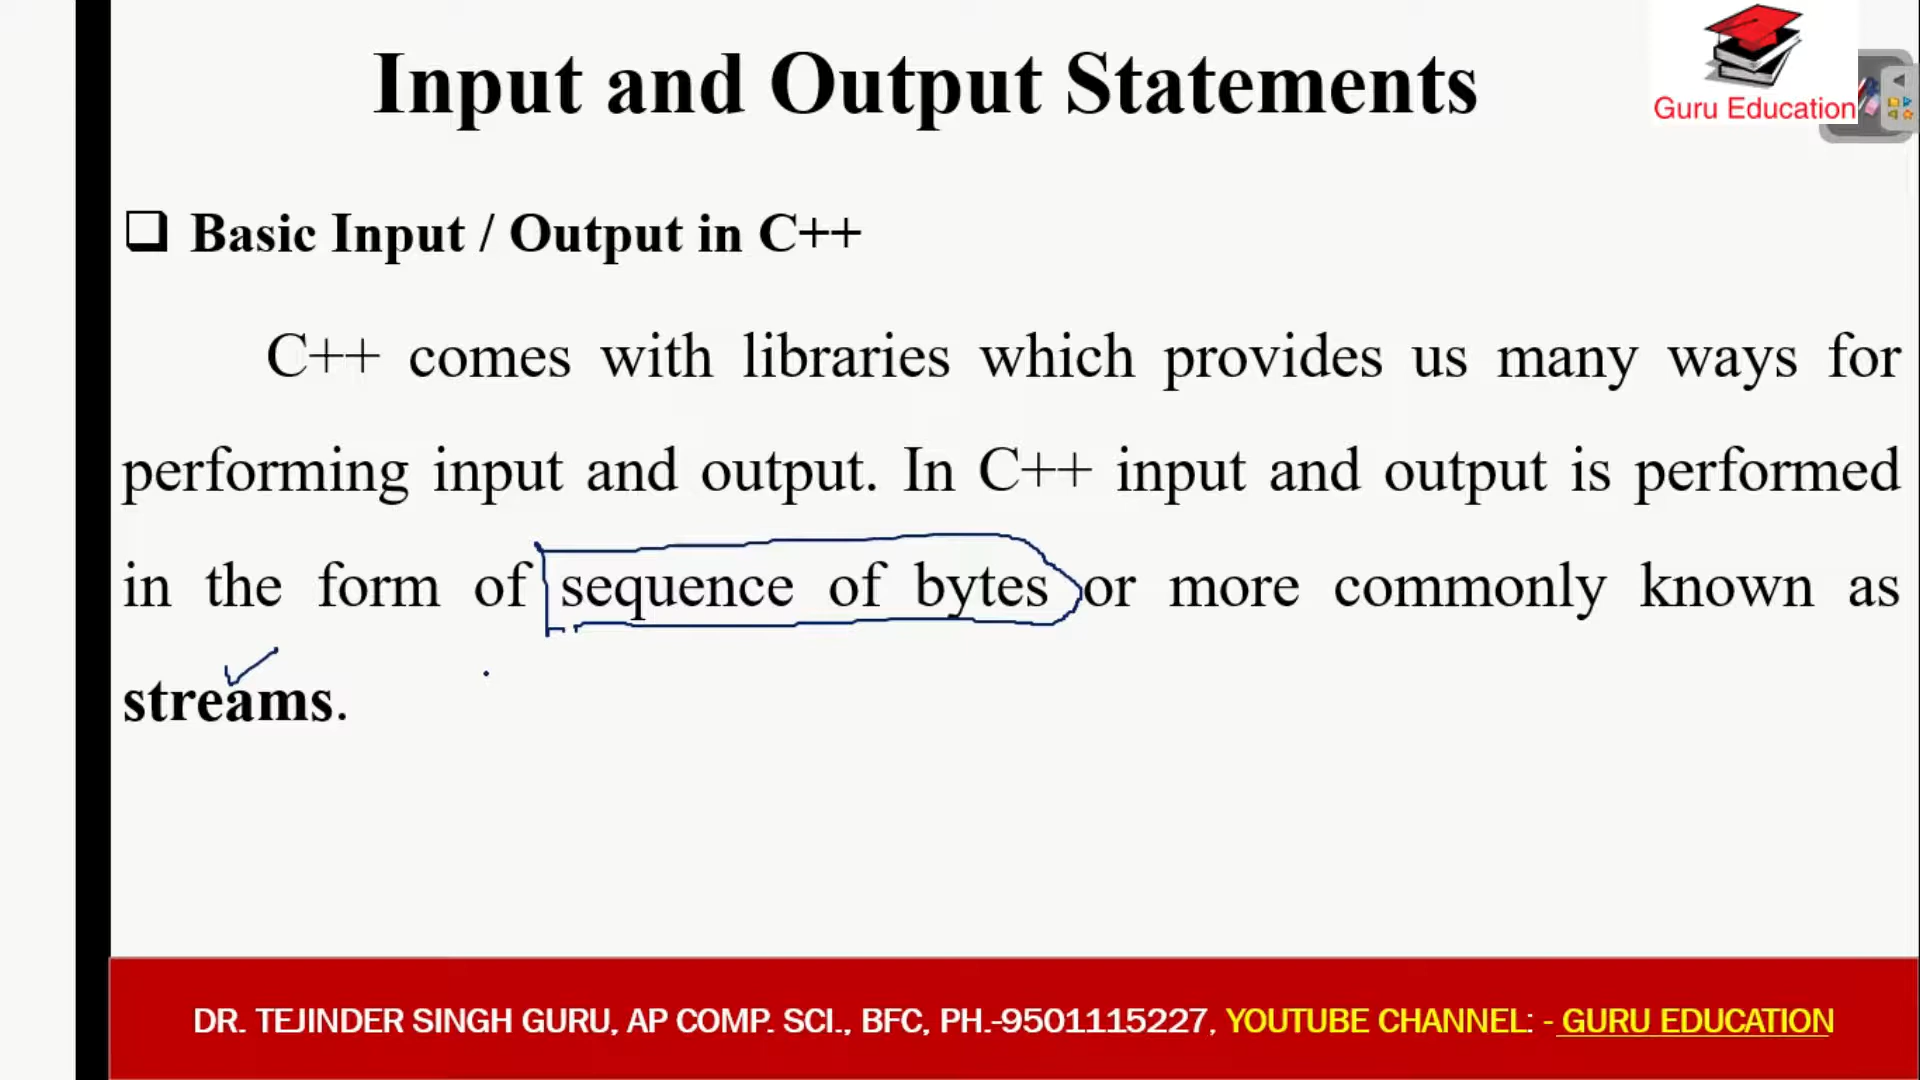 Input and Output Statements
Guru Education
Basic Input / Output in C++
C++ comes with libraries which provides us many ways for
performing input and output. In C++ input and output is performed
in the form of sequence of bytes or more commonly known as
streams.
DR. TEJINDER SINGH GURU, AP COMP. SCI., BFC, PH.-9501115227, YOUTUBE CHANNEL: - GURU EDUCATION